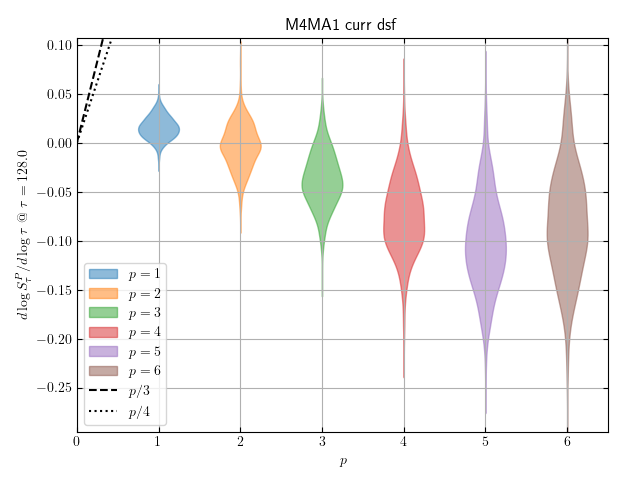 M4MA1 curr dsf
d log S_τ^P / d log τ @ τ = 128.0
0.10
0.05
0.00
−0.05
−0.10
−0.15
−0.20
−0.25
p = 1
p = 2
p = 3
p = 4
p = 5
p = 6
p/3
p/4
0 1 2 3 4 5 6
p